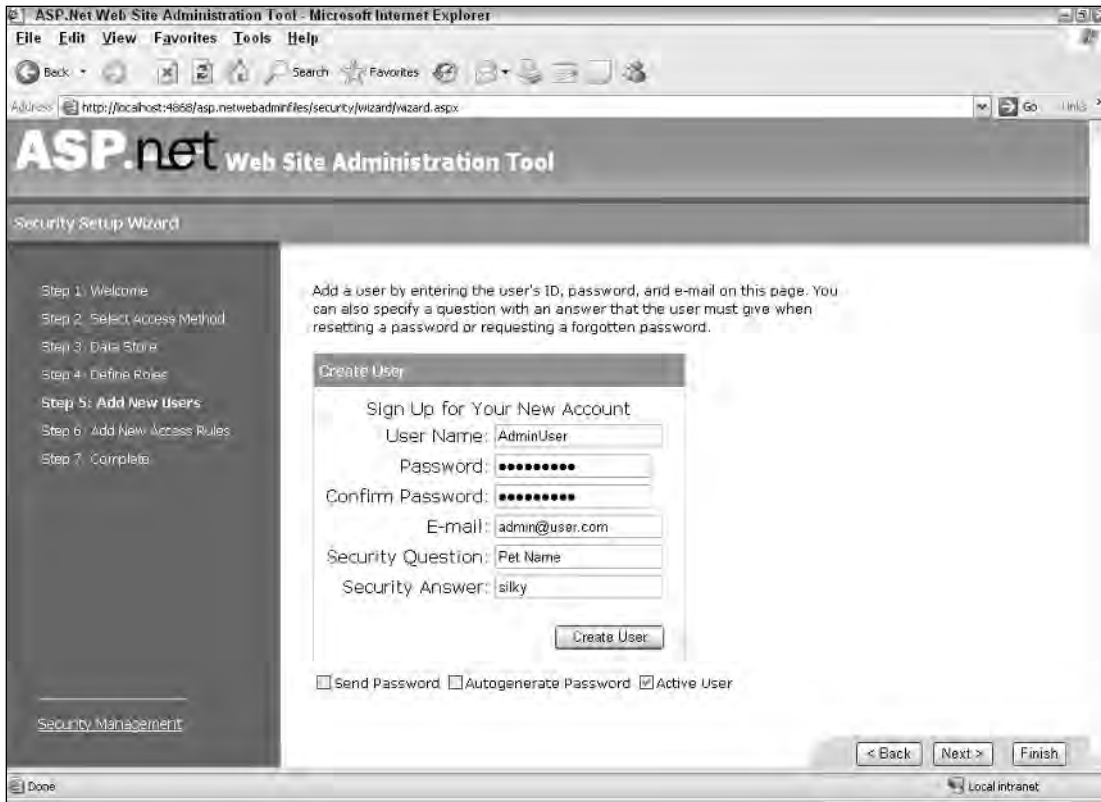 ASP.Net Web Site Administration Tool - Microsoft Internet Explorer
File Edit View Favorites Tools Help
Back Search Favorites
Address http://localhost:4868/asp.netwebadminfiles/security/wizard/wizard.aspx Go Links
ASP.net Web Site Administration Tool
Security Setup Wizard
Step 1: Welcome
Step 2: Select Access Method
Step 3: Data Store
Step 4: Define Roles
Step 5: Add New Users
Step 6: Add New Access Rules
Step 7: Complete
Security Management
Add a user by entering the user's ID, password, and e-mail on this page. You
can also specify a question with an answer that the user must give when
resetting a password or requesting a forgotten password.
Create User
Sign Up for Your New Account
User Name: AdminUser
Password: •••••••••
Confirm Password: •••••••••
E-mail: admin@user.com
Security Question: Pet Name
Security Answer: silky
Create User
Send Password Autogenerate Password Active User
< Back Next > Finish
Done Local intranet